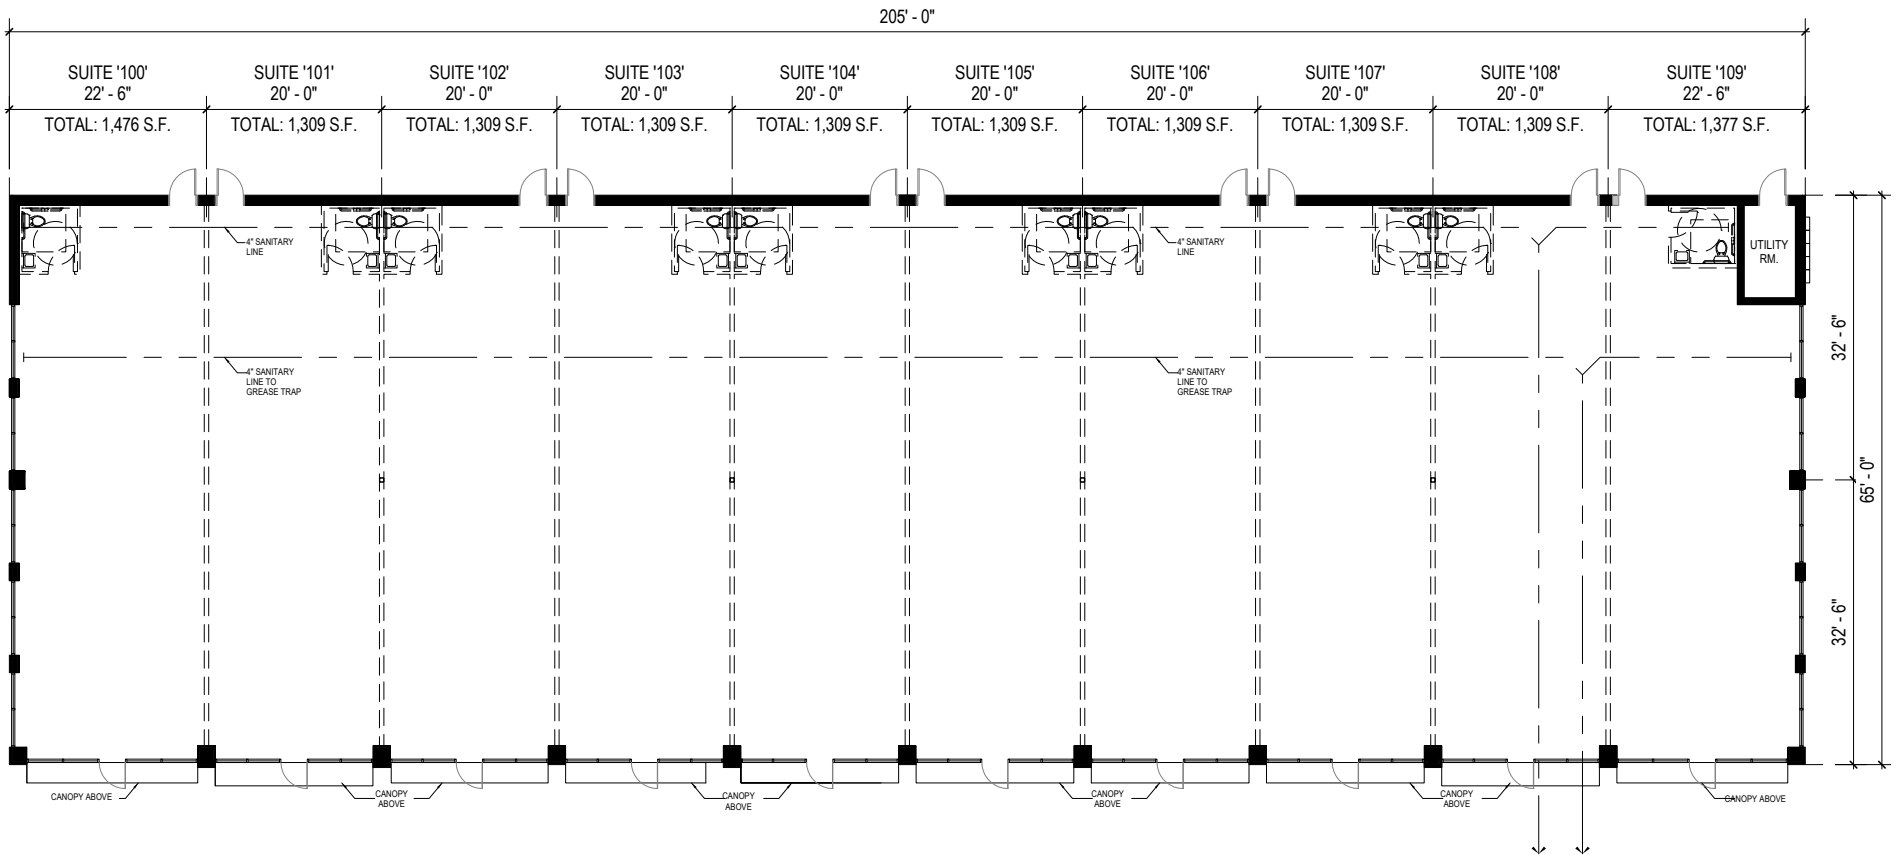 205' - 0"
SUITE '100'
22' - 6"
TOTAL: 1,476 S.F.
SUITE '101'
20' - 0"
TOTAL: 1,309 S.F.
SUITE '102'
20' - 0"
TOTAL: 1,309 S.F.
SUITE '103'
20' - 0"
TOTAL: 1,309 S.F.
SUITE '104'
20' - 0"
TOTAL: 1,309 S.F.
SUITE '105'
20' - 0"
TOTAL: 1,309 S.F.
SUITE '106'
20' - 0"
TOTAL: 1,309 S.F.
SUITE '107'
20' - 0"
TOTAL: 1,309 S.F.
SUITE '108'
20' - 0"
TOTAL: 1,309 S.F.
SUITE '109'
22' - 6"
TOTAL: 1,377 S.F.
4" SANITARY
LINE
4" SANITARY
LINE
UTILITY
RM.
32' - 6"
4" SANITARY
LINE TO
GREASE TRAP
4" SANITARY
LINE TO
GREASE TRAP
65' - 0"
32' - 6"
CANOPY ABOVE
CANOPY
ABOVE
CANOPY
ABOVE
CANOPY
ABOVE
CANOPY
ABOVE
CANOPY ABOVE